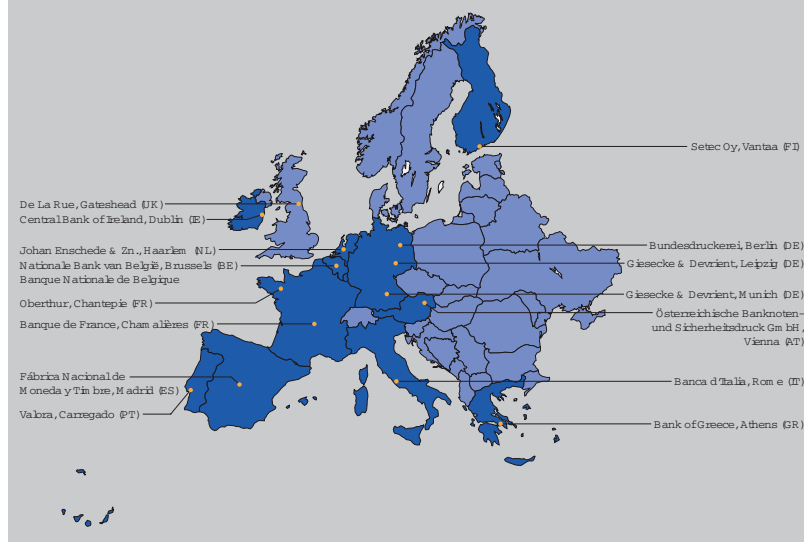 De La Rue, Gateshead (UK)
Central Bank of Ireland, Dublin (IE)
Johan Enschede & Zn., Haarlem (NL)
Nationale Bank van België, Brussels (BE)
Banque Nationale de Belgique
Oberthur, Chantepie (FR)
Banque de France, Chamalières (FR)
Fábrica Nacional de
Moneda y Timbre, Madrid (ES)
Valora, Carregado (PT)
Setec Oy, Vantaa (FI)
Bundesdruckerei, Berlin (DE)
Giesecke & Devrient, Leipzig (DE)
Giesecke & Devrient, Munich (DE)
Österreichische Banknoten-
und Sicherheitsdruck GmbH,
Vienna (AT)
Banca d'Italia, Rome (IT)
Bank of Greece, Athens (GR)